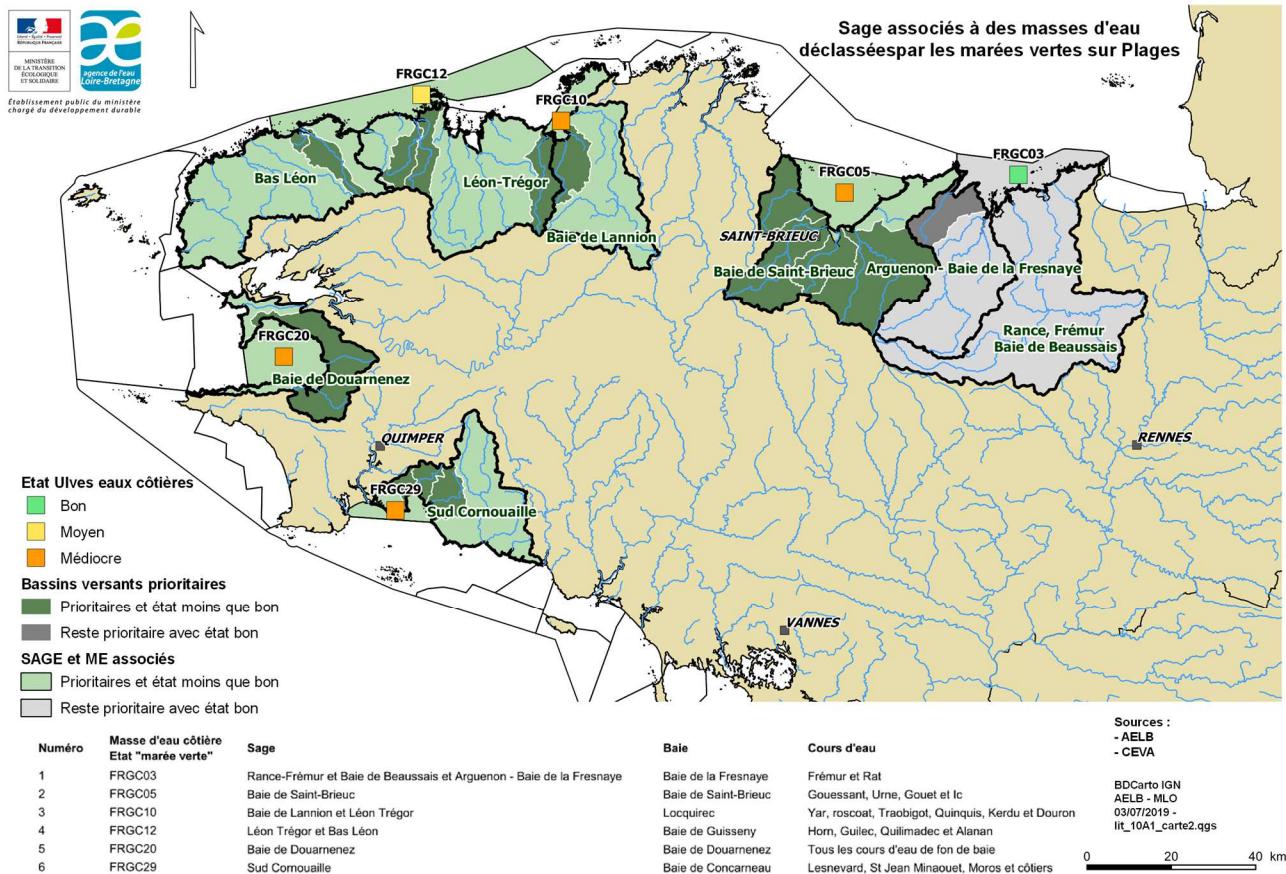 Liberté • Égalité • Fraternité
RÉPUBLIQUE FRANÇAISE
MINISTÈRE
DE LA TRANSITION
ÉCOLOGIQUE
ET SOLIDAIRE
agence de l'eau
Loire-Bretagne
Établissement public du ministère
chargé du développement durable
Sage associés à des masses d'eau
déclasséespar les marées vertes sur Plages
FRGC12
FRGC10
FRGC03
FRGC05
Bas Léon
Léon-Trégor
Baie de Lannion
SAINT-BRIEUC
Baie de Saint-Brieuc
Arguenon - Baie de la Fresnaye
Rance, Frémur
Baie de Beaussais
FRGC20
Baie de Douarnenez
QUIMPER
RENNES
FRGC29
Sud Cornouaille
VANNES
Etat Ulves eaux côtières
Bon
Moyen
Médiocre
Bassins versants prioritaires
Prioritaires et état moins que bon
Reste prioritaire avec état bon
SAGE et ME associés
Prioritaires et état moins que bon
Reste prioritaire avec état bon
Numéro Masse d'eau côtière Etat "marée verte" Sage Baie Cours d'eau
1 FRGC03 Rance-Frémur et Baie de Beaussais et Arguenon - Baie de la Fresnaye Baie de la Fresnaye Frémur et Rat
2 FRGC05 Baie de Saint-Brieuc Baie de Saint-Brieuc Gouessant, Urne, Gouet et Ic
3 FRGC10 Baie de Lannion et Léon Trégor Locquirec Yar, roscoat, Traobigot, Quinquis, Kerdu et Douron
4 FRGC12 Léon Trégor et Bas Léon Baie de Guisseny Horn, Guilec, Quilimadec et Alanan
5 FRGC20 Baie de Douarnenez Baie de Douarnenez Tous les cours d'eau de fon de baie
6 FRGC29 Sud Cornouaille Baie de Concarneau Lesnevard, St Jean Minaouet, Moros et côtiers
Sources :
- AELB
- CEVA
BDCarto IGN
AELB - MLO
03/07/2019 -
lit_10A1_carte2.qgs
0 20 40 km